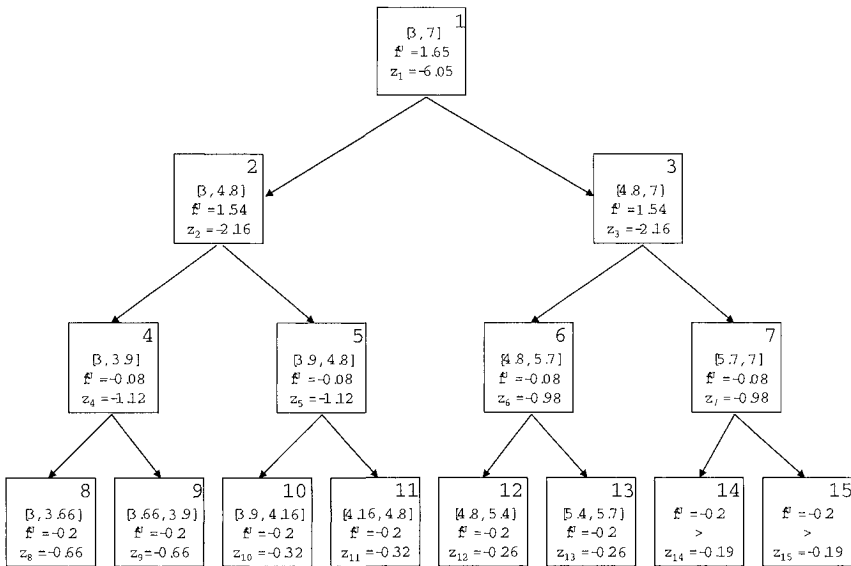 1
[3,7]
f^U =1.65
z_1 =-6.05
2
[3,4.8]
f^U =1.54
z_2 =-2.16
3
[4.8,7]
f^U =1.54
z_3 =-2.16
4
[3,3.9]
f^U =-0.08
z_4 =-1.12
5
[3.9,4.8]
f^U =-0.08
z_5 =-1.12
6
[4.8,5.7]
f^U =-0.08
z_6 =-0.98
7
[5.7,7]
f^U =-0.08
z_7 =-0.98
8
[3,3.66]
f^U =-0.2
z_8 =-0.66
9
[3.66,3.9]
f^U =-0.2
z_9=-0.66
10
[3.9,4.16]
f^U =-0.2
z_10 =-0.32
11
[4.16,4.8]
f^U =-0.2
z_11 =-0.32
12
[4.8,5.4]
f^U =-0.2
z_12 =-0.26
13
[5.4,5.7]
f^U =-0.2
z_13 =-0.26
14
f^U =-0.2
>
z_14 =-0.19
15
f^U =-0.2
>
z_15 =-0.19